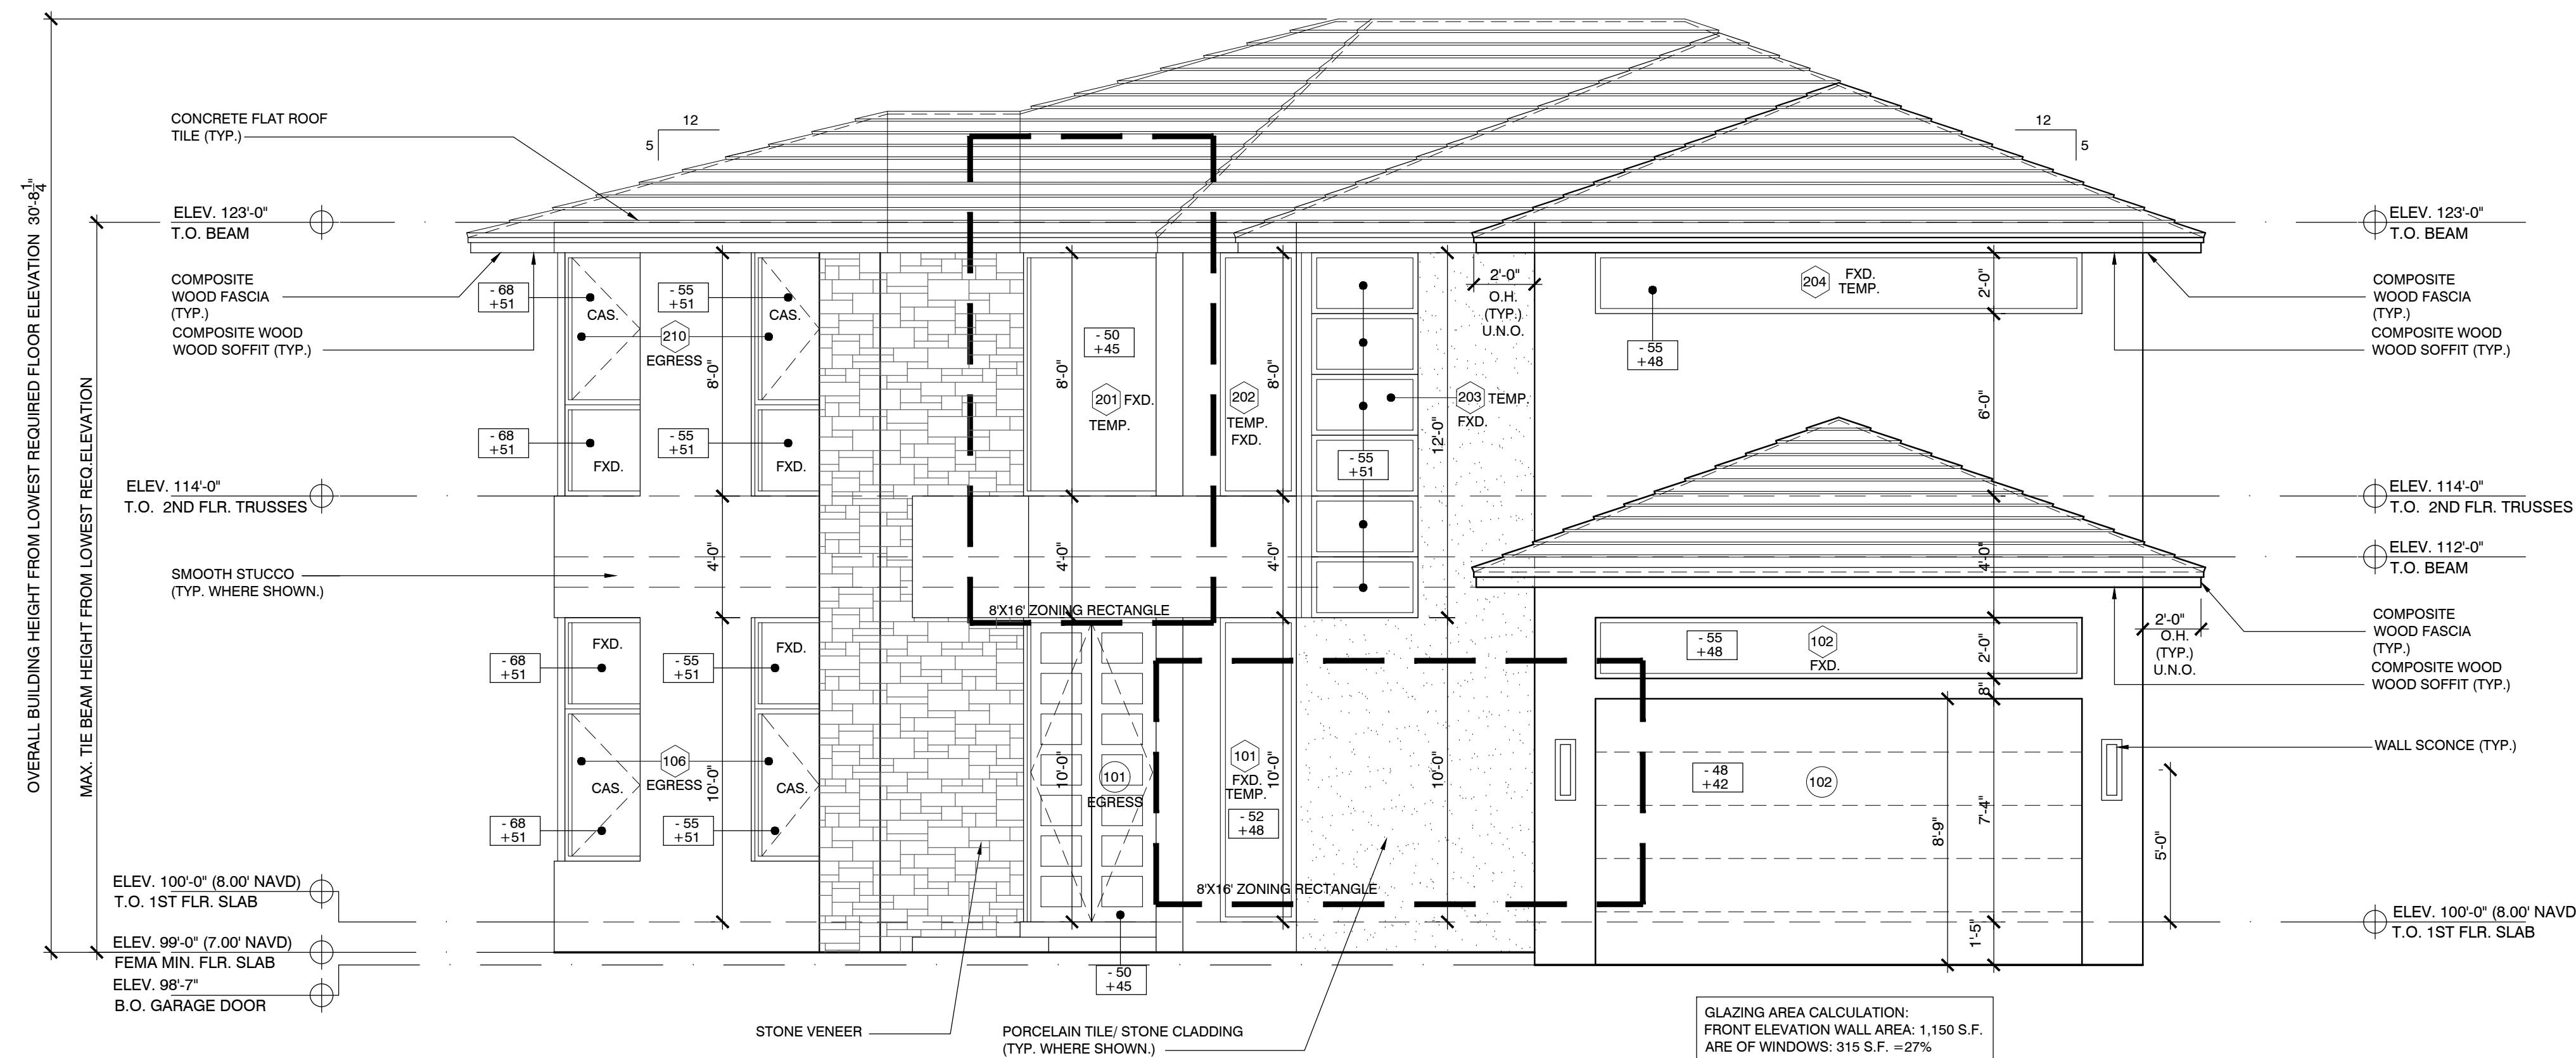 OVERALL BUILDING HEIGHT FROM LOWEST REQUIRED FLOOR ELEVATION 30'-8 1/4"
MAX. TIE BEAM HEIGHT FROM LOWEST REQ.ELEVATION
CONCRETE FLAT ROOF
TILE (TYP.)
ELEV. 123'-0"
T.O. BEAM
COMPOSITE
WOOD FASCIA
(TYP.)
COMPOSITE WOOD
WOOD SOFFIT (TYP.)
ELEV. 114'-0"
T.O. 2ND FLR. TRUSSES
SMOOTH STUCCO
(TYP. WHERE SHOWN.)
ELEV. 100'-0" (8.00' NAVD)
T.O. 1ST FLR. SLAB
ELEV. 99'-0" (7.00' NAVD)
FEMA MIN. FLR. SLAB
ELEV. 98'-7"
B.O. GARAGE DOOR
12
5
12
5
- 68
+51
CAS.
- 55
+51
CAS.
210
EGRESS
- 68
+51
FXD.
- 55
+51
FXD.
8'-0"
4'-0"
10'-0"
FXD.
- 68
+51
FXD.
- 55
+51
106
EGRESS
CAS.
CAS.
- 68
+51
- 55
+51
- 50
+45
8'-0"
201 FXD.
TEMP.
4'-0"
8'X16' ZONING RECTANGLE
10'-0"
101
EGRESS
- 50
+45
8'-0"
202
TEMP.
FXD.
4'-0"
10'-0"
101
FXD.
TEMP.
- 52
+48
8'X16' ZONING RECTANGLE
203 TEMP.
FXD.
- 55
+51
12'-0"
10'-0"
2'-0"
O.H.
(TYP.)
U.N.O.
204
FXD.
TEMP.
- 55
+48
2'-0"
6'-0"
4'-0"
- 55
+48
102
FXD.
2'-0"
8"
- 48
+42
102
8'-9"
7'-4"
1'-5"
2'-0"
O.H.
(TYP.)
U.N.O.
5'-0"
STONE VENEER
PORCELAIN TILE/ STONE CLADDING
(TYP. WHERE SHOWN.)
GLAZING AREA CALCULATION:
FRONT ELEVATION WALL AREA: 1,150 S.F.
ARE OF WINDOWS: 315 S.F. =27%
ELEV. 123'-0"
T.O. BEAM
COMPOSITE
WOOD FASCIA
(TYP.)
COMPOSITE WOOD
WOOD SOFFIT (TYP.)
ELEV. 114'-0"
T.O. 2ND FLR. TRUSSES
ELEV. 112'-0"
T.O. BEAM
COMPOSITE
WOOD FASCIA
(TYP.)
COMPOSITE WOOD
WOOD SOFFIT (TYP.)
WALL SCONCE (TYP.)
ELEV. 100'-0" (8.00' NAVD
T.O. 1ST FLR. SLAB